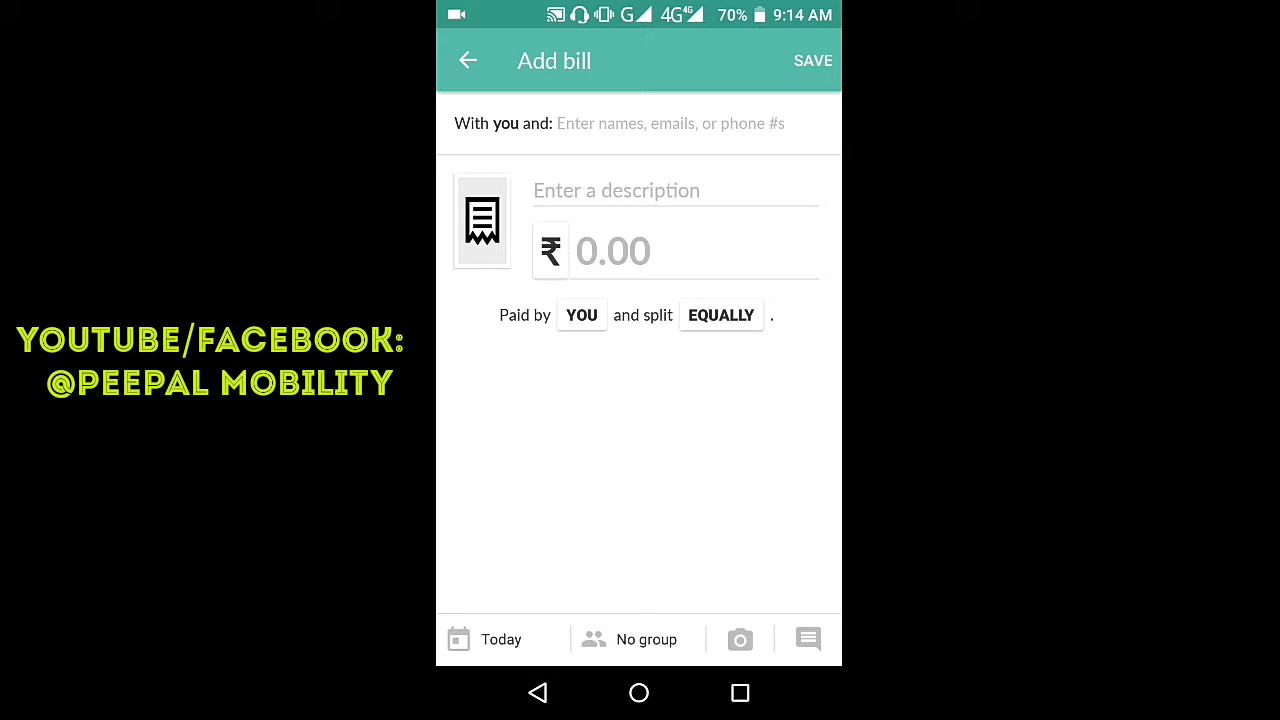 G 4G 4G 70% 9:14 AM
Add bill SAVE
With you and: Enter names, emails, or phone #s
Enter a description
₹ 0.00
Paid by YOU and split EQUALLY .
YOUTUBE/FACEBOOK:
@PEEPAL MOBILITY
Today No group